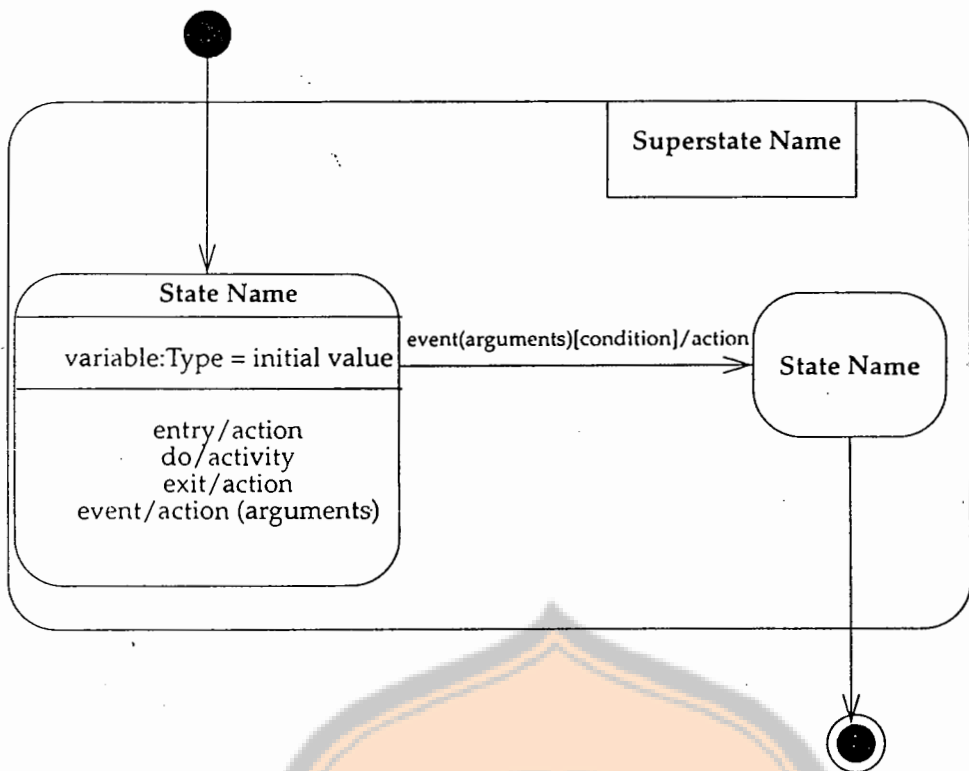 Superstate Name
State Name
variable:Type = initial value
entry/action
do/activity
exit/action
event/action (arguments)
event(arguments)[condition]/action
State Name